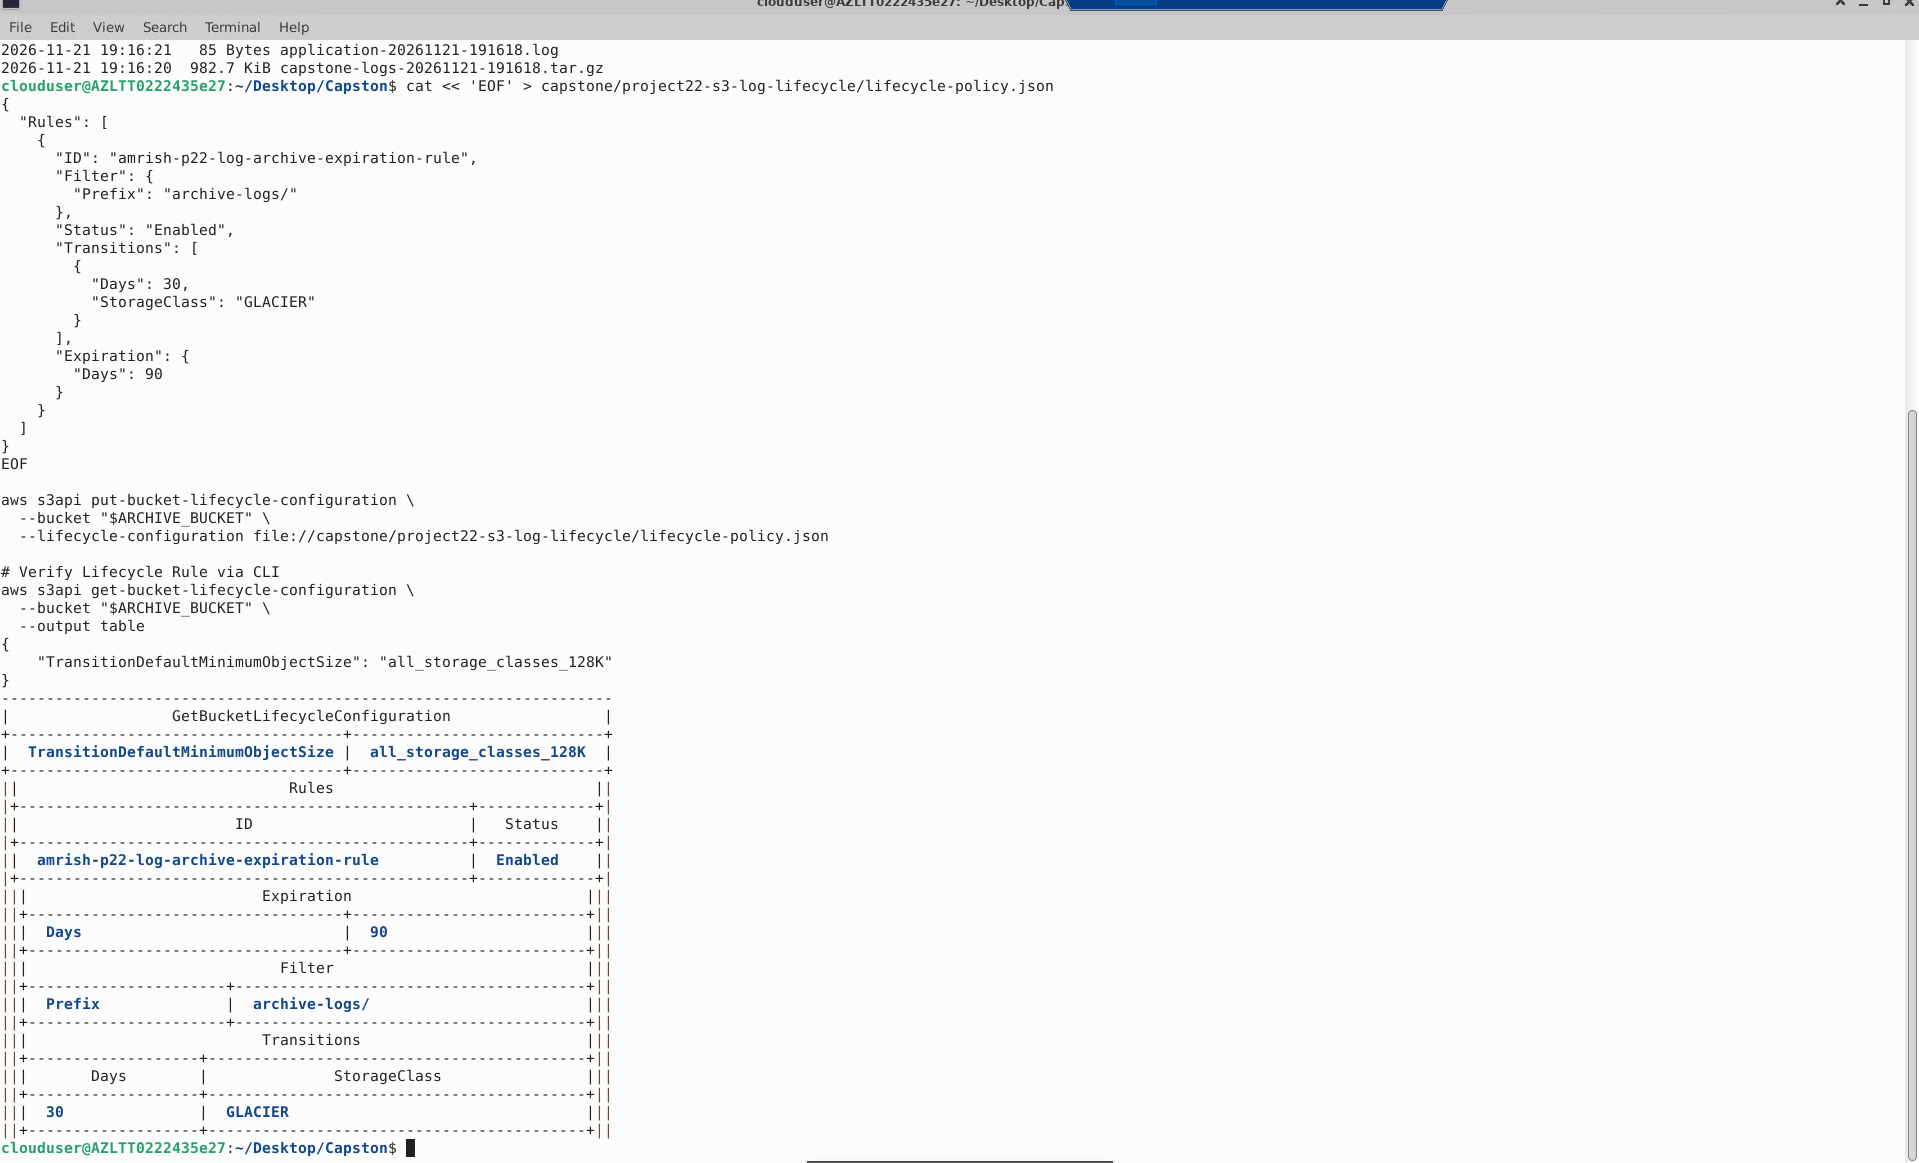 clouduser@AZLTT0222435e27: ~/Desktop/Cap
File Edit View Search Terminal Help
2026-11-21 19:16:21   85 Bytes application-20261121-191618.log
2026-11-21 19:16:20  982.7 KiB capstone-logs-20261121-191618.tar.gz
clouduser@AZLTT0222435e27:~/Desktop/Capston$ cat << 'EOF' > capstone/project22-s3-log-lifecycle/lifecycle-policy.json
{
  "Rules": [
    {
      "ID": "amrish-p22-log-archive-expiration-rule",
      "Filter": {
        "Prefix": "archive-logs/"
      },
      "Status": "Enabled",
      "Transitions": [
        {
          "Days": 30,
          "StorageClass": "GLACIER"
        }
      ],
      "Expiration": {
        "Days": 90
      }
    }
  ]
}
EOF

aws s3api put-bucket-lifecycle-configuration \
  --bucket "$ARCHIVE_BUCKET" \
  --lifecycle-configuration file://capstone/project22-s3-log-lifecycle/lifecycle-policy.json

# Verify Lifecycle Rule via CLI
aws s3api get-bucket-lifecycle-configuration \
  --bucket "$ARCHIVE_BUCKET" \
  --output table
{
    "TransitionDefaultMinimumObjectSize": "all_storage_classes_128K"
}
--------------------------------------------------------------------
|                  GetBucketLifecycleConfiguration                 |
+-------------------------------------+----------------------------+
|  TransitionDefaultMinimumObjectSize |  all_storage_classes_128K  |
+-------------------------------------+----------------------------+
||                              Rules                             ||
|+--------------------------------------------------+-------------+|
||                        ID                        |   Status    ||
|+--------------------------------------------------+-------------+|
||  amrish-p22-log-archive-expiration-rule          |  Enabled    ||
|+--------------------------------------------------+-------------+|
|||                          Expiration                          |||
||+-----------------------------------+--------------------------+||
|||  Days                             |  90                      |||
||+-----------------------------------+--------------------------+||
|||                            Filter                            |||
||+----------------------+---------------------------------------+||
|||  Prefix              |  archive-logs/                        |||
||+----------------------+---------------------------------------+||
|||                          Transitions                         |||
||+-------------------+------------------------------------------+||
|||       Days        |              StorageClass                |||
||+-------------------+------------------------------------------+||
|||  30               |  GLACIER                                 |||
||+-------------------+------------------------------------------+||
clouduser@AZLTT0222435e27:~/Desktop/Capston$